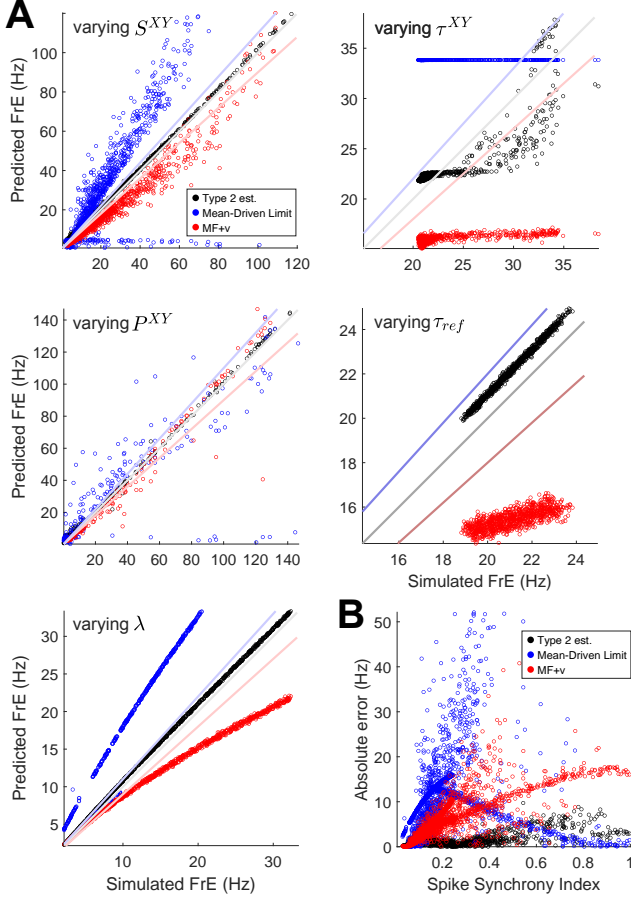 A
varying $S^{XY}$
Predicted FrE (Hz)
120
100
80
60
40
20
20 40 60 80 100 120
Type 2 est.
Mean-Driven Limit
MF+v
varying $\tau^{XY}$
35
30
25
20
20 25 30 35
varying $P^{XY}$
Predicted FrE (Hz)
140
120
100
80
60
40
20
20 40 60 80 100 120 140
varying $\tau_{ref}$
24
22
20
18
16
16 18 20 22 24
Simulated FrE (Hz)
varying λ
Predicted FrE (Hz)
30
25
20
15
10
5
10 20 30
Simulated FrE (Hz)
B
Absolute error (Hz)
50
40
30
20
10
0
0.2 0.4 0.6 0.8 1
Spike Synchrony Index
Type 2 est.
Mean-Driven Limit
MF+v